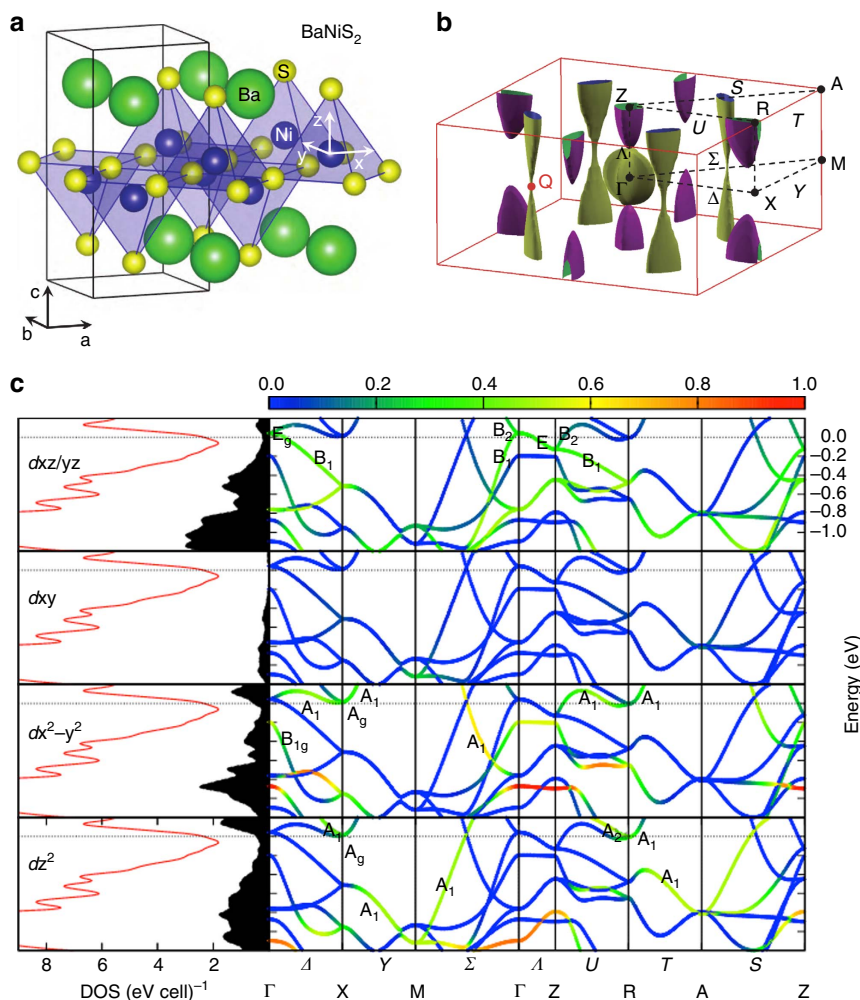 a
BaNiS2
S
Ba
Ni
z
y
x
c
b
a
b
Z
S
A
R
U
T
Λ
Σ
Γ
M
Q
Δ
X
Y
c
0.0 0.2 0.4 0.6 0.8 1.0
dxz/yz
Eg
B1
B2
B1
E
B2
B1
0.0
−0.2
−0.4
−0.6
−0.8
−1.0
dxy
Energy (eV)
dx²−y²
A1
A1
Ag
B1g
A1
A1
A1
dz²
A1
Ag
A1
A1
A2
A1
A1
8 6 4 2
Δ Y Σ Λ U T S
DOS (eV cell)⁻¹
Γ X M Γ Z R A Z